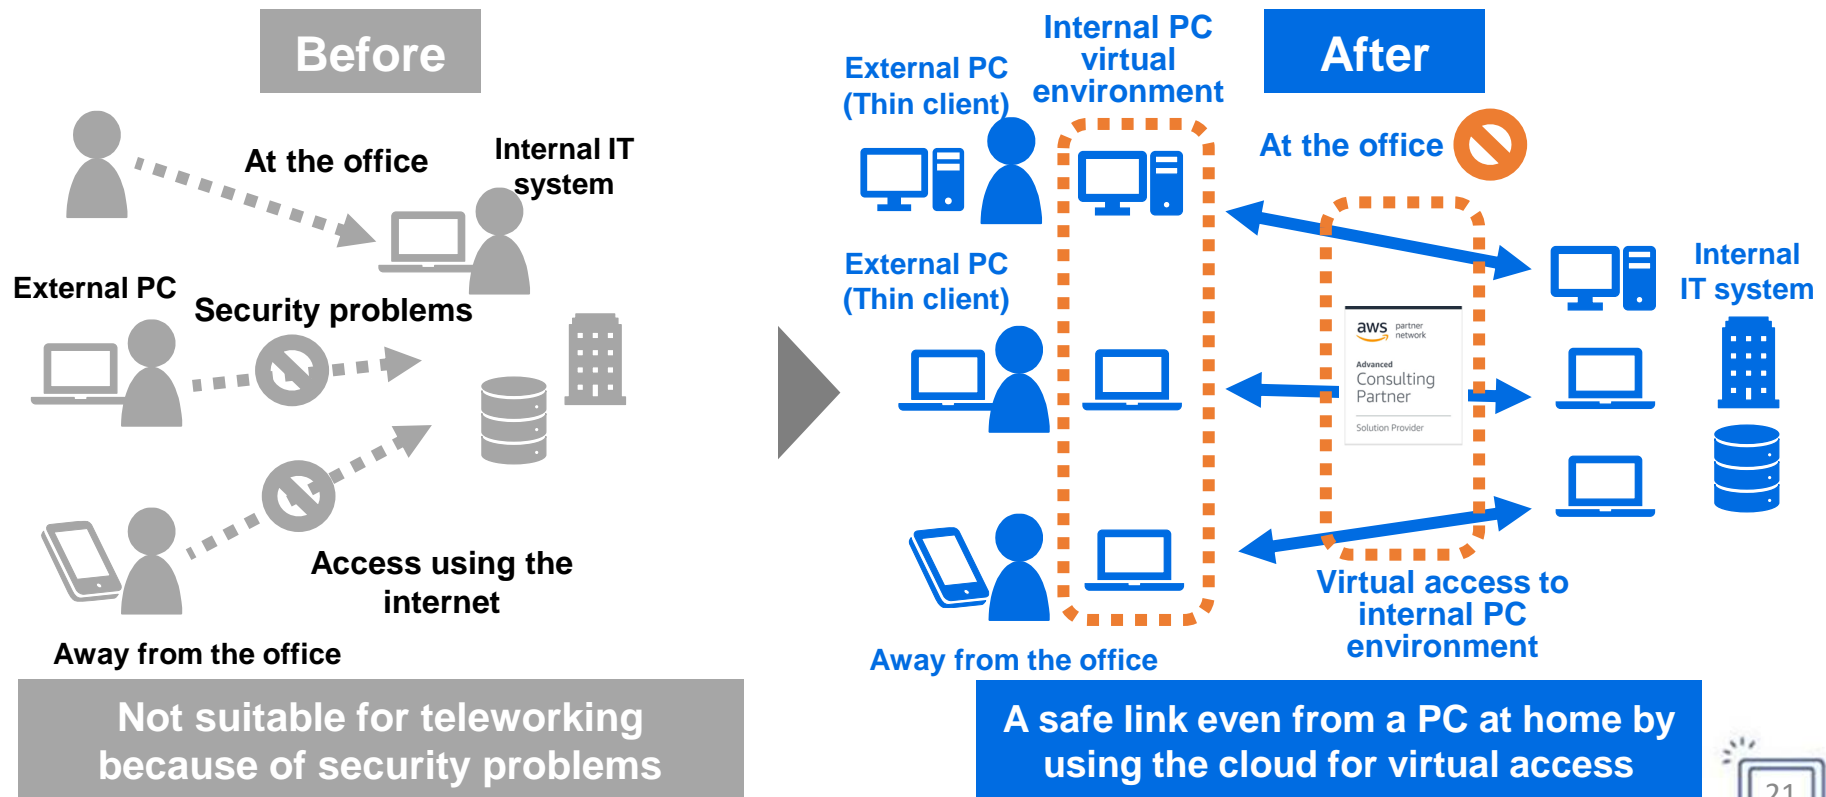 Before
At the office
Internal IT
system
External PC
Security problems
Access using the
internet
Away from the office
Not suitable for teleworking
because of security problems
After
External PC
(Thin client)
Internal PC
virtual
environment
At the office
External PC
(Thin client)
Internal
IT system
aws partner
network
Advanced
Consulting
Partner
Solution Provider
Virtual access to
internal PC
environment
Away from the office
A safe link even from a PC at home by
using the cloud for virtual access
21